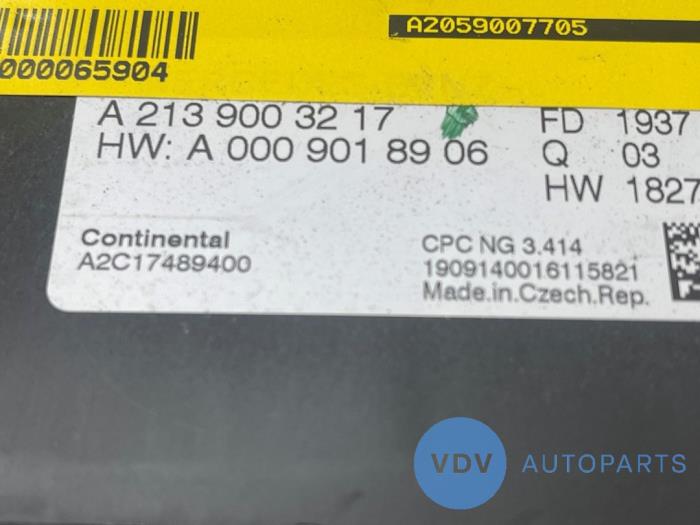 A2059007705
000065904
A 213 900 32 17 FD 1937
HW: A 000 901 89 06 Q 03
HW 1827
Continental CPC NG 3.414
A2C17489400 1909140016115821
Made.in.Czech.Rep.
VDV AUTOPARTS